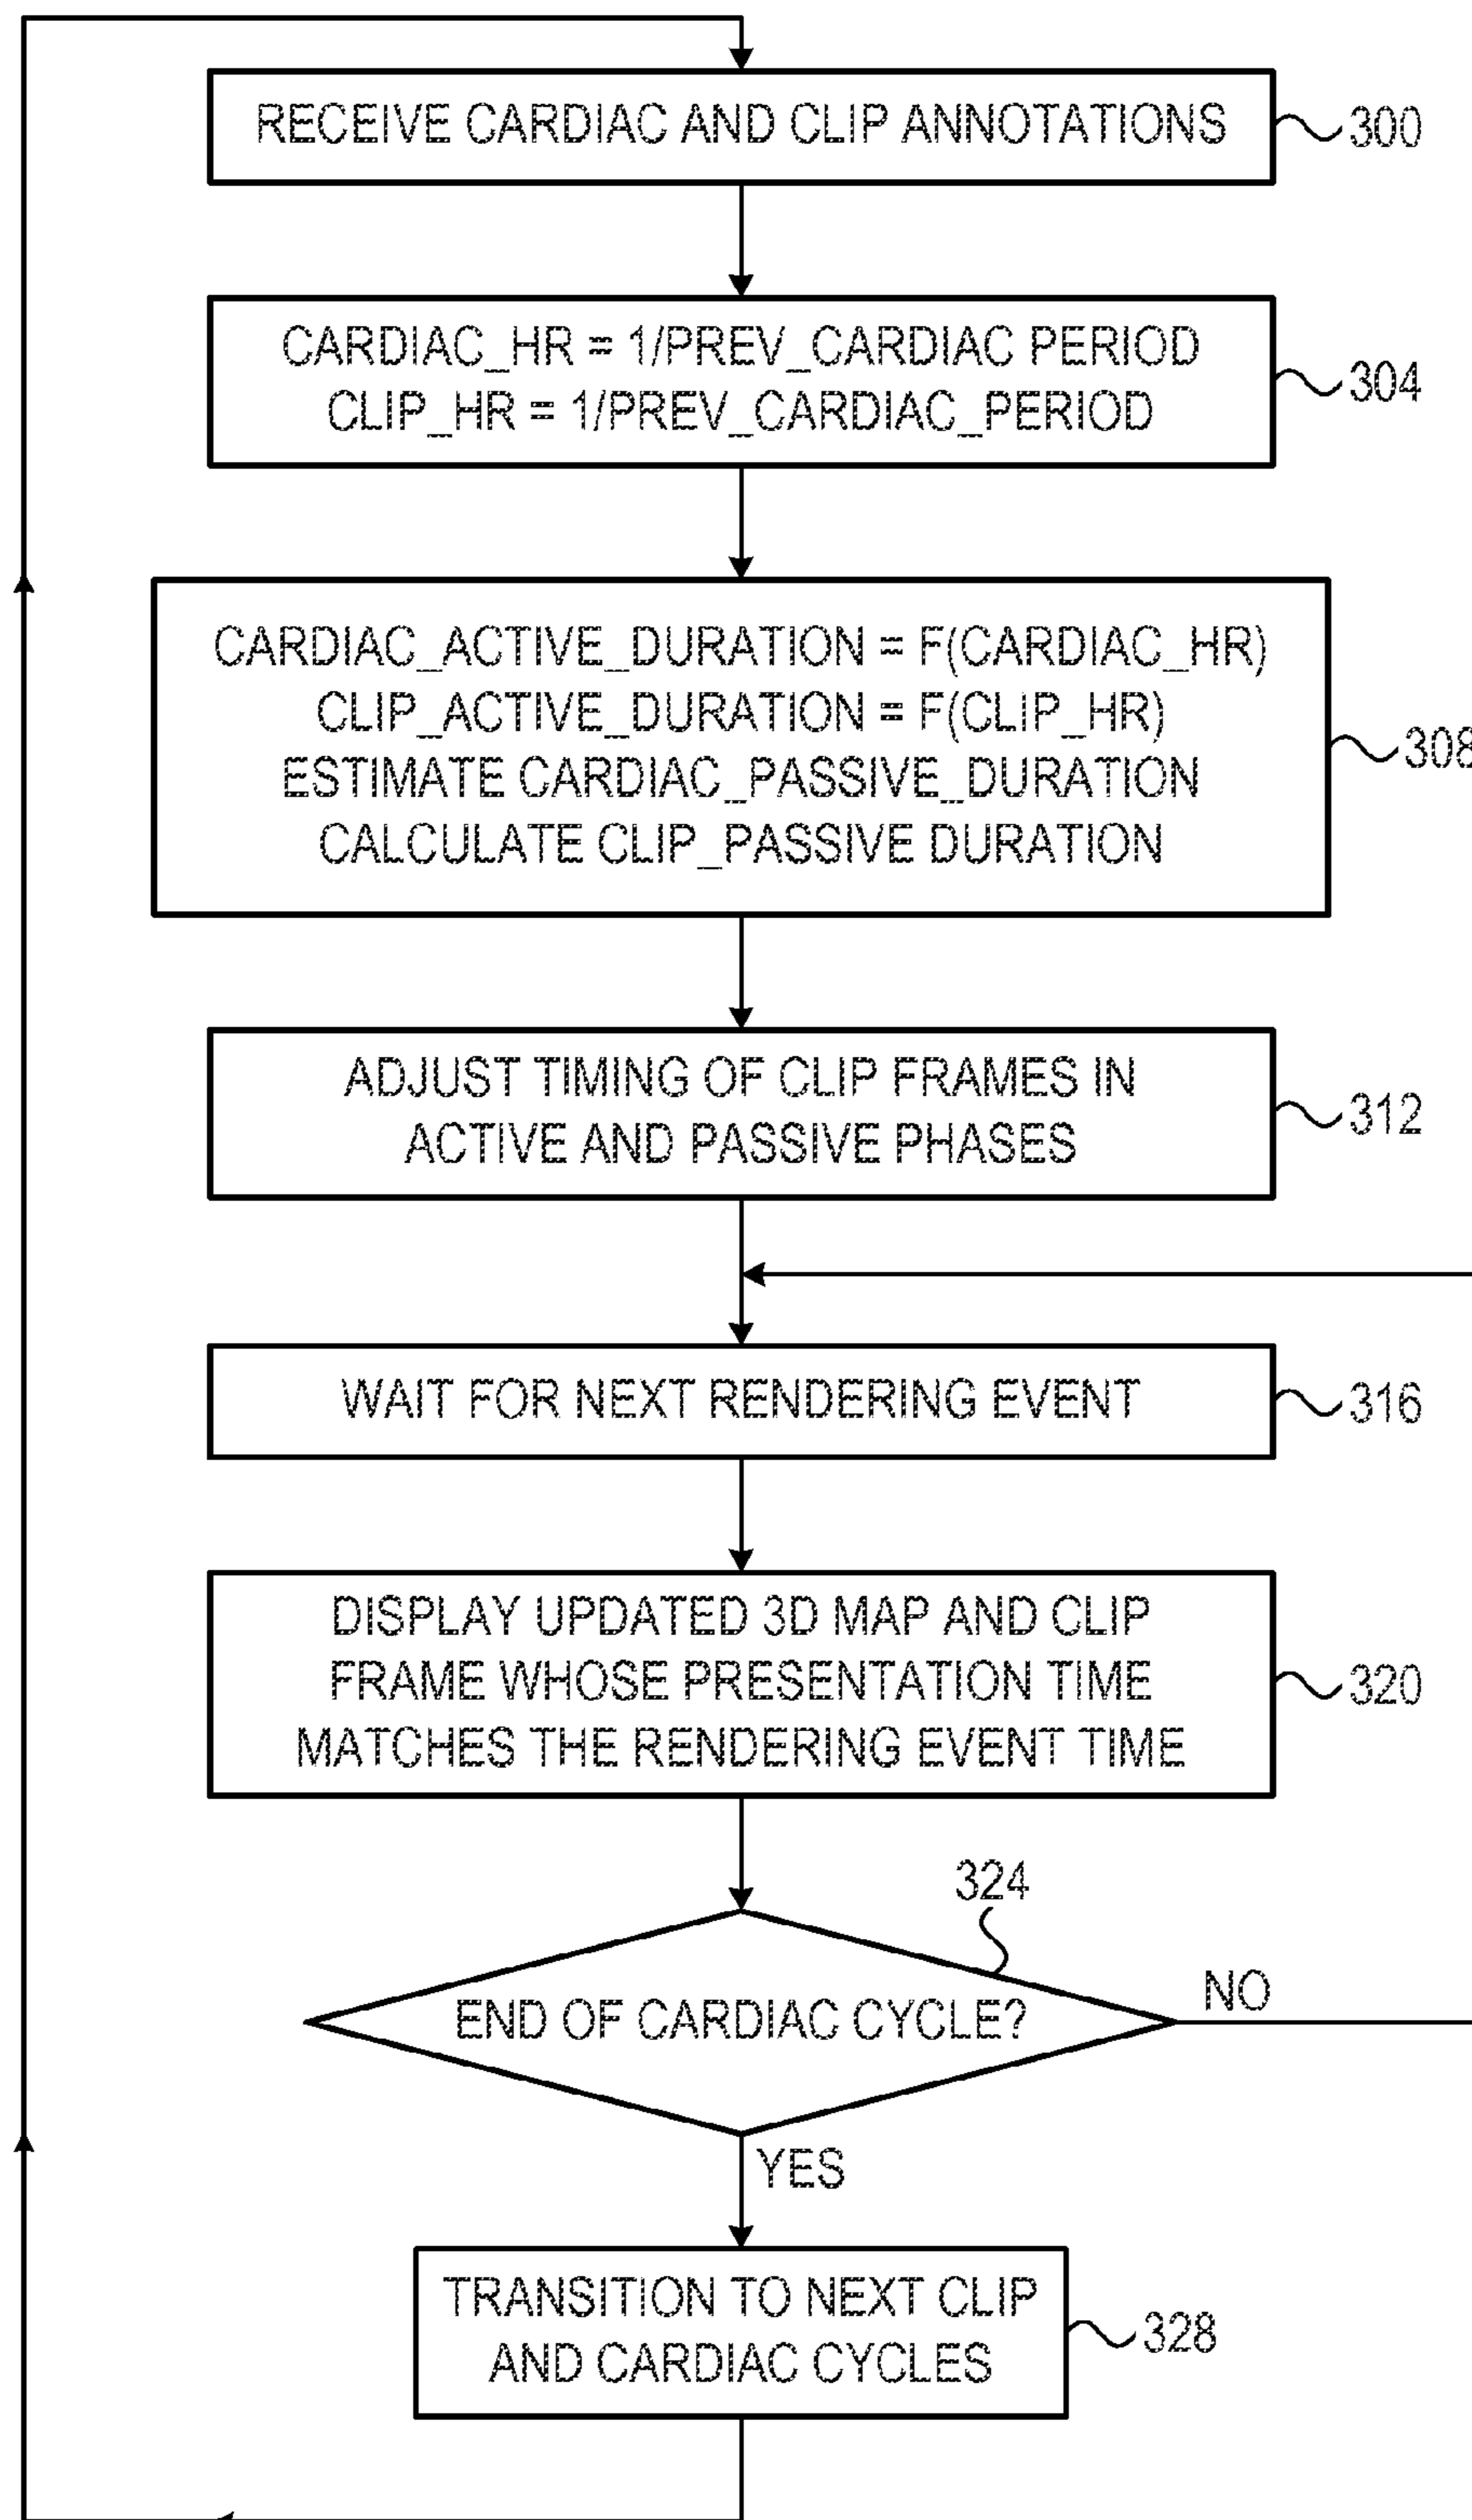 RECEIVE CARDIAC AND CLIP ANNOTATIONS
300
CARDIAC_HR = 1/PREV_CARDIAC PERIOD
CLIP_HR = 1/PREV_CARDIAC_PERIOD
304
CARDIAC_ACTIVE_DURATION = F(CARDIAC_HR)
CLIP_ACTIVE_DURATION = F(CLIP_HR)
ESTIMATE CARDIAC_PASSIVE_DURATION
CALCULATE CLIP_PASSIVE DURATION
308
ADJUST TIMING OF CLIP FRAMES IN
ACTIVE AND PASSIVE PHASES
312
WAIT FOR NEXT RENDERING EVENT
316
DISPLAY UPDATED 3D MAP AND CLIP
FRAME WHOSE PRESENTATION TIME
MATCHES THE RENDERING EVENT TIME
320
324
END OF CARDIAC CYCLE?
NO
YES
TRANSITION TO NEXT CLIP
AND CARDIAC CYCLES
328